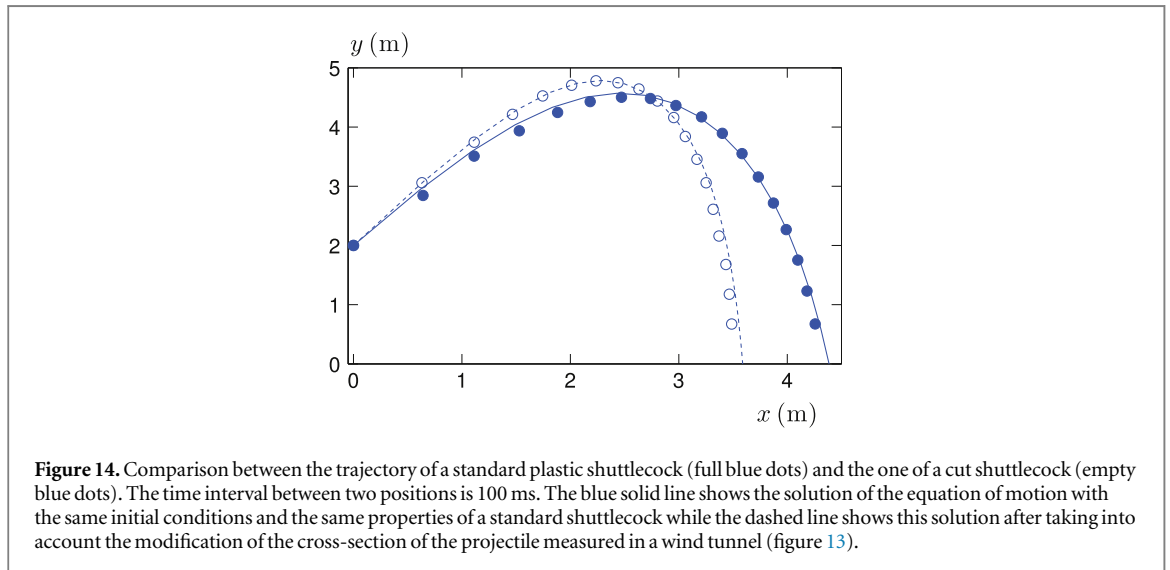 y (m)
5
4
3
2
1
0
0 1 2 3 4
x (m)
Figure 14. Comparison between the trajectory of a standard plastic shuttlecock (full blue dots) and the one of a cut shuttlecock (empty
blue dots). The time interval between two positions is 100 ms. The blue solid line shows the solution of the equation of motion with
the same initial conditions and the same properties of a standard shuttlecock while the dashed line shows this solution after taking into
account the modification of the cross-section of the projectile measured in a wind tunnel (figure 13).